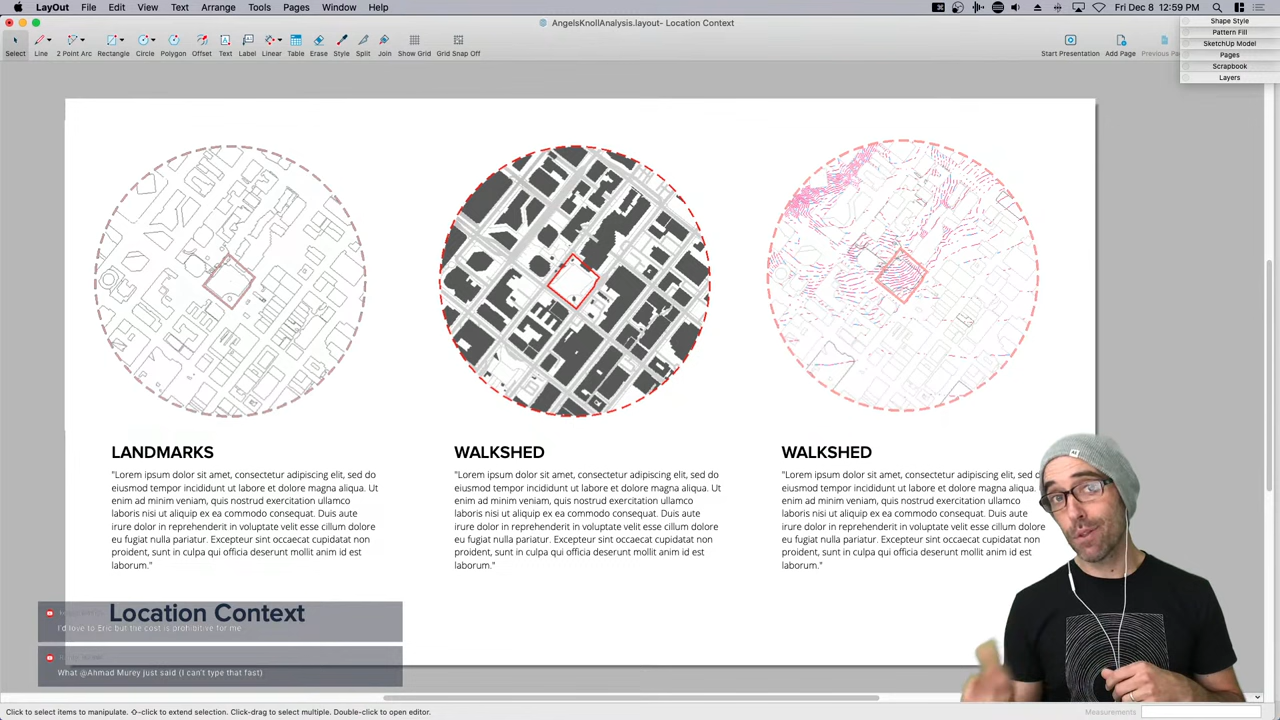 LayOut File Edit View Text Arrange Tools Pages Window Help
Fri Dec 8 12:59 PM
AngelsKnollAnalysis.layout- Location Context
Select Line 2 Point Arc Rectangle Circle Polygon Offset Text Label Linear Table Erase Style Split Join Show Grid Grid Snap Off Start Presentation Add Page Previous
Shape Style
Pattern Fill
SketchUp Model
Pages
Scrapbook
Layers
LANDMARKS
"Lorem ipsum dolor sit amet, consectetur adipiscing elit, sed do
eiusmod tempor incididunt ut labore et dolore magna aliqua. Ut
enim ad minim veniam, quis nostrud exercitation ullamco
laboris nisi ut aliquip ex ea commodo consequat. Duis aute
irure dolor in reprehenderit in voluptate velit esse cillum dolore
eu fugiat nulla pariatur. Excepteur sint occaecat cupidatat non
proident, sunt in culpa qui officia deserunt mollit anim id est
laborum."
WALKSHED
"Lorem ipsum dolor sit amet, consectetur adipiscing elit, sed do
eiusmod tempor incididunt ut labore et dolore magna aliqua. Ut
enim ad minim veniam, quis nostrud exercitation ullamco
laboris nisi ut aliquip ex ea commodo consequat. Duis aute
irure dolor in reprehenderit in voluptate velit esse cillum dolore
eu fugiat nulla pariatur. Excepteur sint occaecat cupidatat non
proident, sunt in culpa qui officia deserunt mollit anim id est
laborum."
WALKSHED
"Lorem ipsum dolor sit amet, consectetur adipiscing elit, sed do
eiusmod tempor incididunt ut labore et dolore magna
enim ad minim veniam, quis nostrud exercitation ullamco
laboris nisi ut aliquip ex ea commodo consequat. Duis aute
irure dolor in reprehenderit in voluptate velit esse cillum dolore
eu fugiat nulla pariatur. Excepteur sint occaecat cupidatat non
proident, sunt in culpa qui officia deserunt mollit anim id est
laborum."
Location Context
I'd love to Eric but the cost is prohibitive for me
What @Ahmad Murey just said (I can't type that fast)
Click to select items to manipulate. ⇧-click to extend selection. Click-drag to select multiple. Double-click to open editor.
Measurements